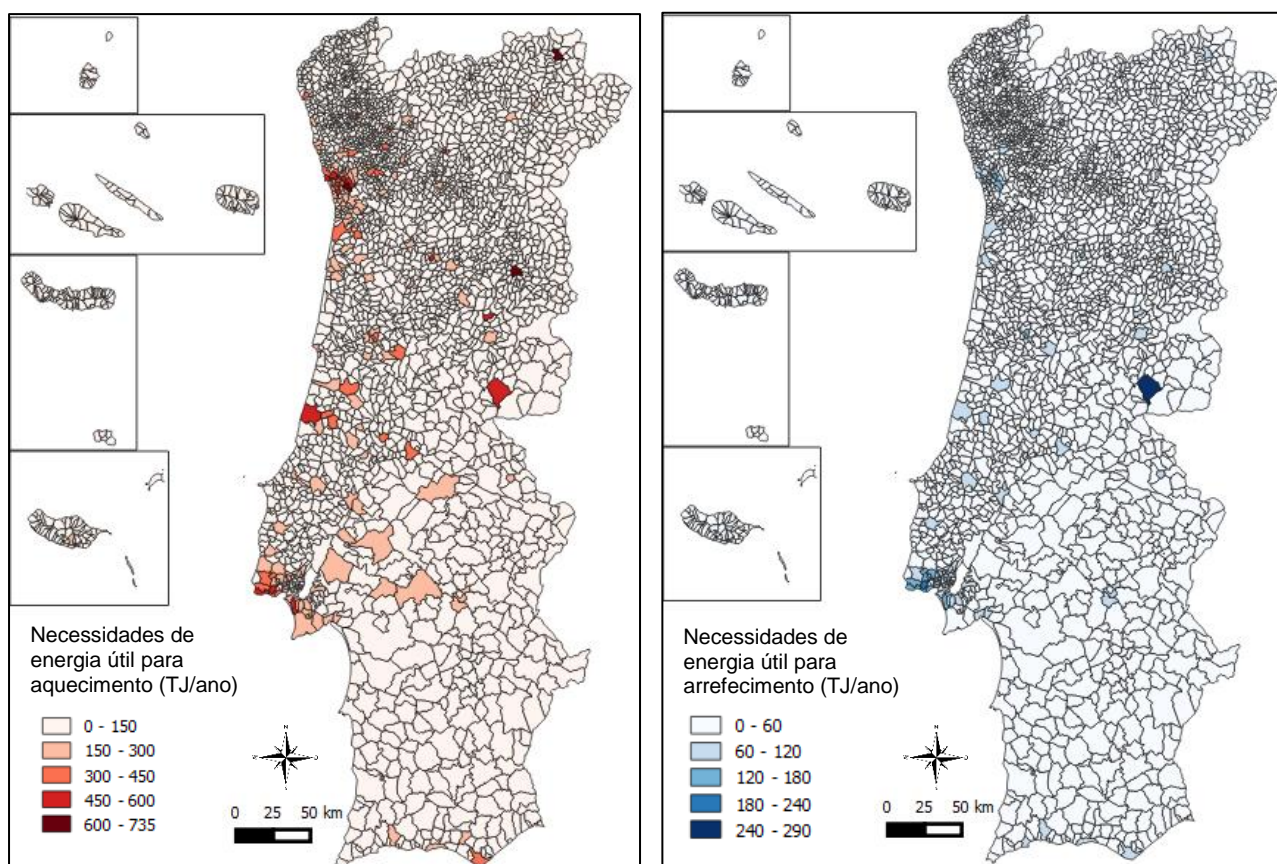 Necessidades de
energia útil para
aquecimento (TJ/ano)
0 - 150
150 - 300
300 - 450
450 - 600
600 - 735
N
0 25 50 km
Necessidades de
energia útil para
arrefecimento (TJ/ano)
0 - 60
60 - 120
120 - 180
180 - 240
240 - 290
N
0 25 50 km